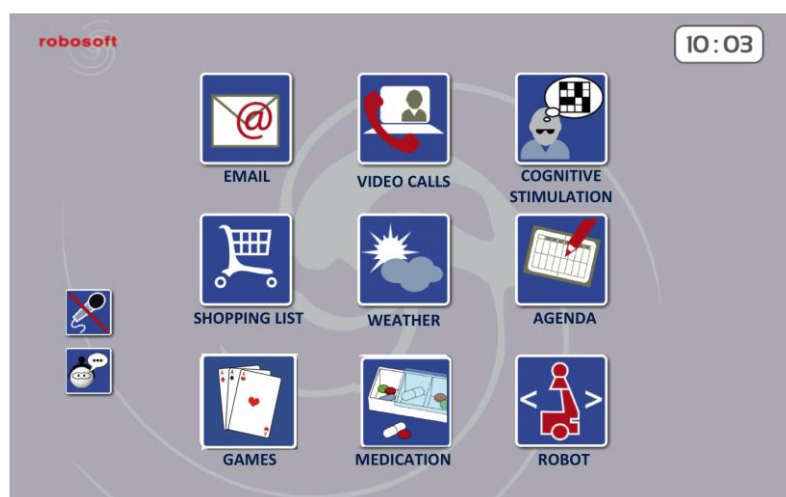 robosoft
10:03
EMAIL
VIDEO CALLS
COGNITIVE
STIMULATION
SHOPPING LIST
WEATHER
AGENDA
GAMES
MEDICATION
ROBOT